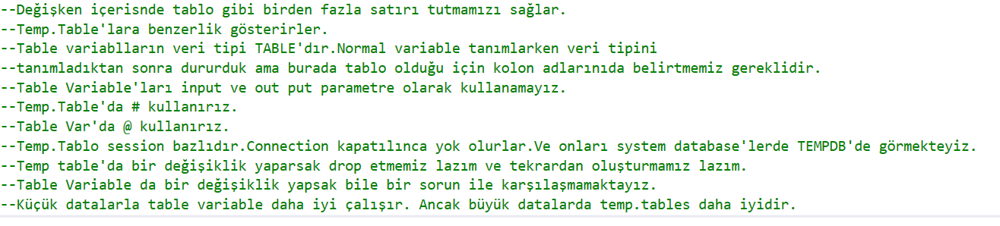 --Değişken içerisnde tablo gibi birden fazla satırı tutmamızı sağlar.
--Temp.Table'lara benzerlik gösterirler.
--Table variablların veri tipi TABLE'dır.Normal variable tanımlarken veri tipini
--tanımladıktan sonra dururduk ama burada tablo olduğu için kolon adlarınıda belirtmemiz gereklidir.
--Table Variable'ları input ve out put parametre olarak kullanamayız.
--Temp.Table'da # kullanırız.
--Table Var'da @ kullanırız.
--Temp.Tablo session bazlıdır.Connection kapatılınca yok olurlar.Ve onları system database'lerde TEMPDB'de görmekteyiz.
--Temp table'da bir değişiklik yaparsak drop etmemiz lazım ve tekrardan oluşturmamız lazım.
--Table Variable da bir değişiklik yapsak bile bir sorun ile karşılaşmamaktayız.
--Küçük datalarla table variable daha iyi çalışır. Ancak büyük datalarda temp.tables daha iyidir.